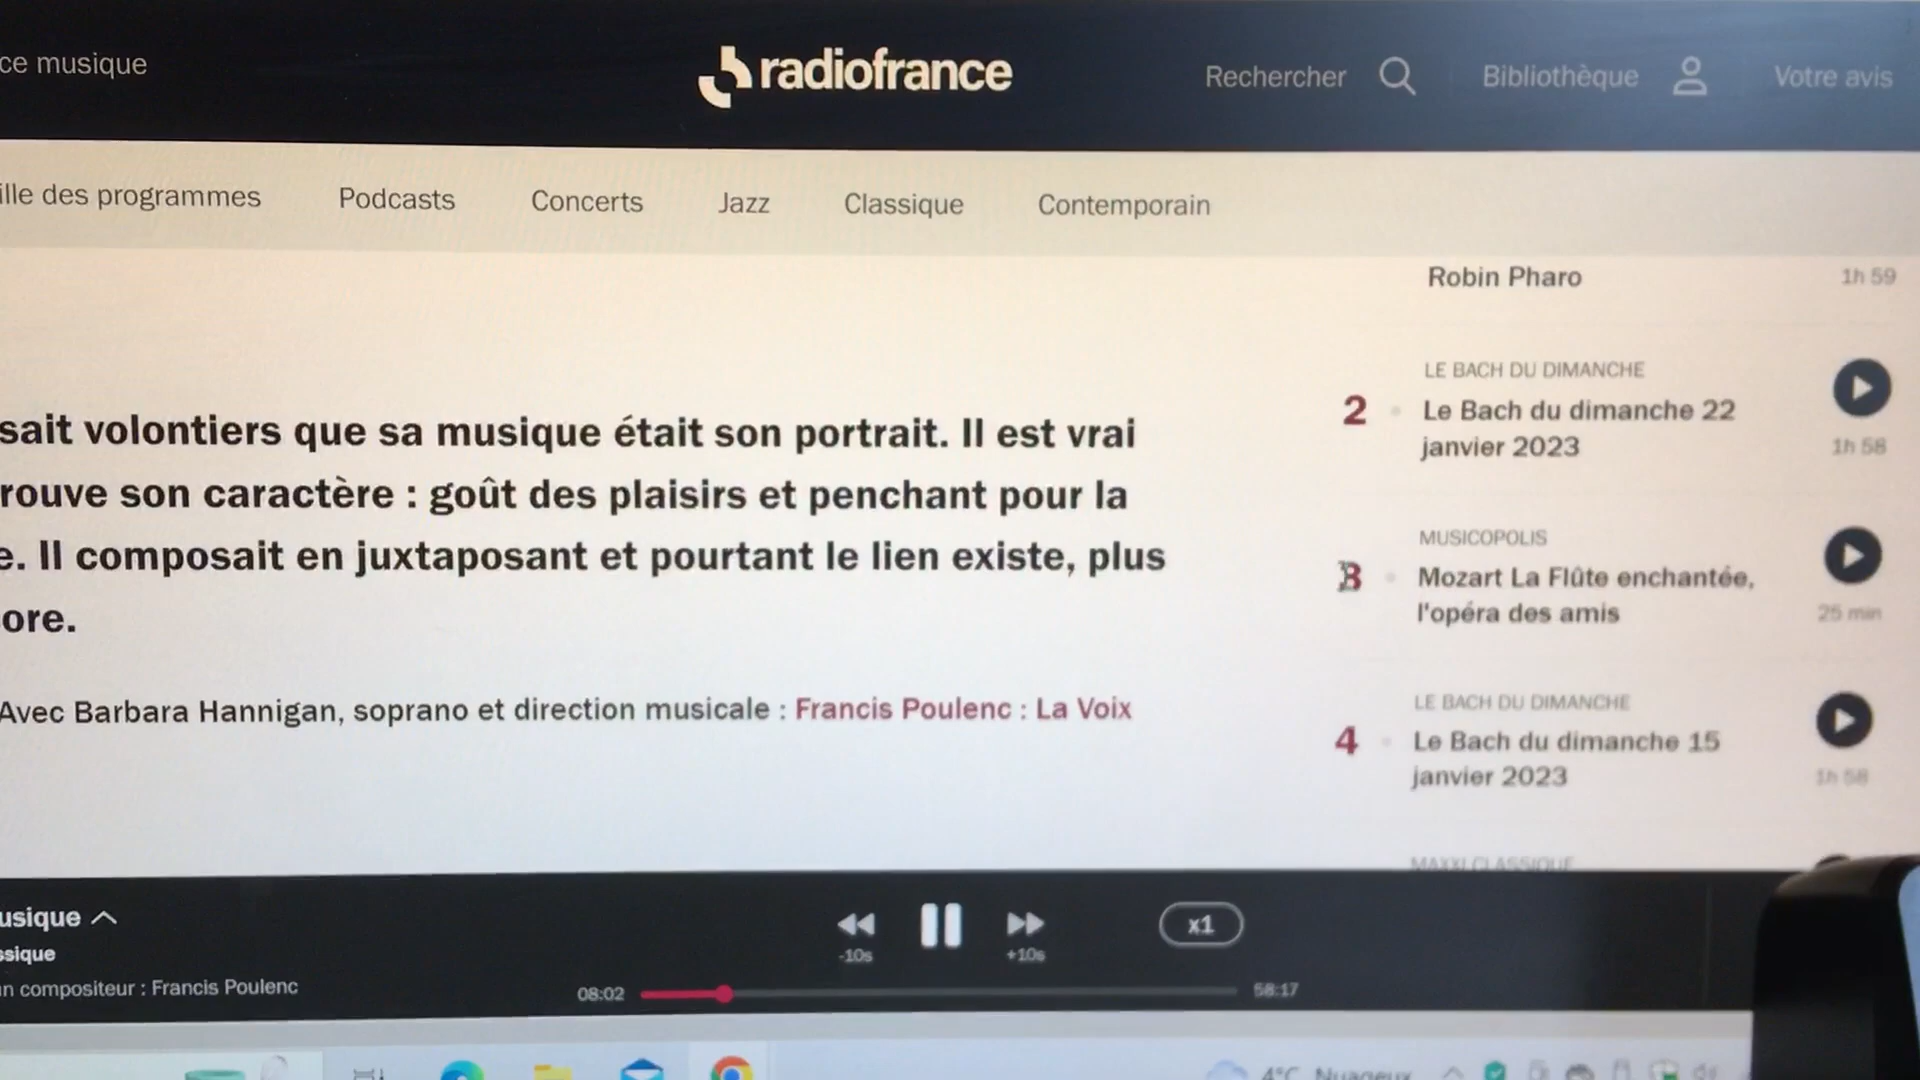 ce musique
radiofrance
Rechercher
Bibliothèque
Votre avis
ille des programmes
Podcasts
Concerts
Jazz
Classique
Contemporain
sait volontiers que sa musique était son portrait. Il est vrai
rouve son caractère : goût des plaisirs et penchant pour la
e. Il composait en juxtaposant et pourtant le lien existe, plus
ore.
Avec Barbara Hannigan, soprano et direction musicale : Francis Poulenc : La Voix
Robin Pharo
1h 59
LE BACH DU DIMANCHE
2
Le Bach du dimanche 22
janvier 2023
1h 58
MUSICOPOLIS
3
Mozart La Flûte enchantée,
l'opéra des amis
25 min
LE BACH DU DIMANCHE
4
Le Bach du dimanche 15
janvier 2023
1h 58
MAXXI CLASSIQUE
usique
ssique
un compositeur : Francis Poulenc
-10s
+10s
x1
08:02
58:17
4°C Nuageux